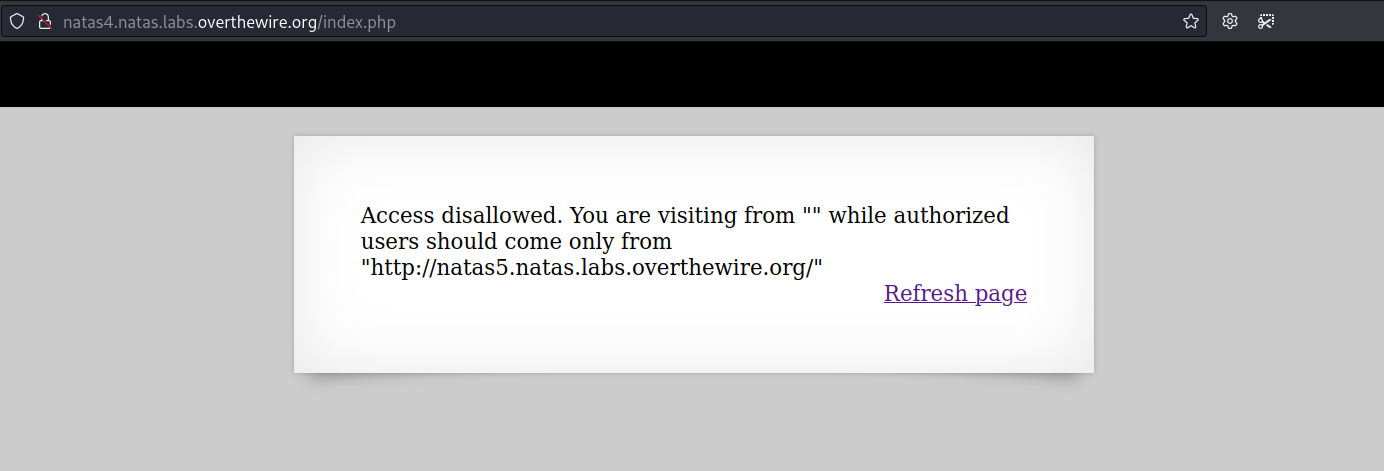 natas4.natas.labs.overthewire.org/index.php
Access disallowed. You are visiting from "" while authorized
users should come only from
"http://natas5.natas.labs.overthewire.org/"
Refresh page